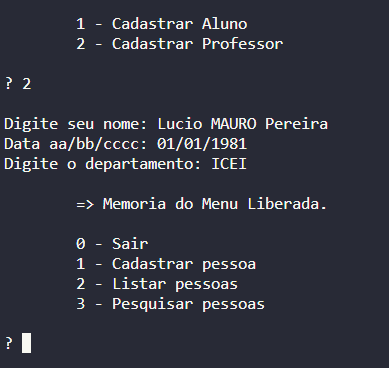 1 - Cadastrar Aluno
2 - Cadastrar Professor
? 2
Digite seu nome: Lucio MAURO Pereira
Data aa/bb/cccc: 01/01/1981
Digite o departamento: ICEI
=> Memoria do Menu Liberada.
0 - Sair
1 - Cadastrar pessoa
2 - Listar pessoas
3 - Pesquisar pessoas
?